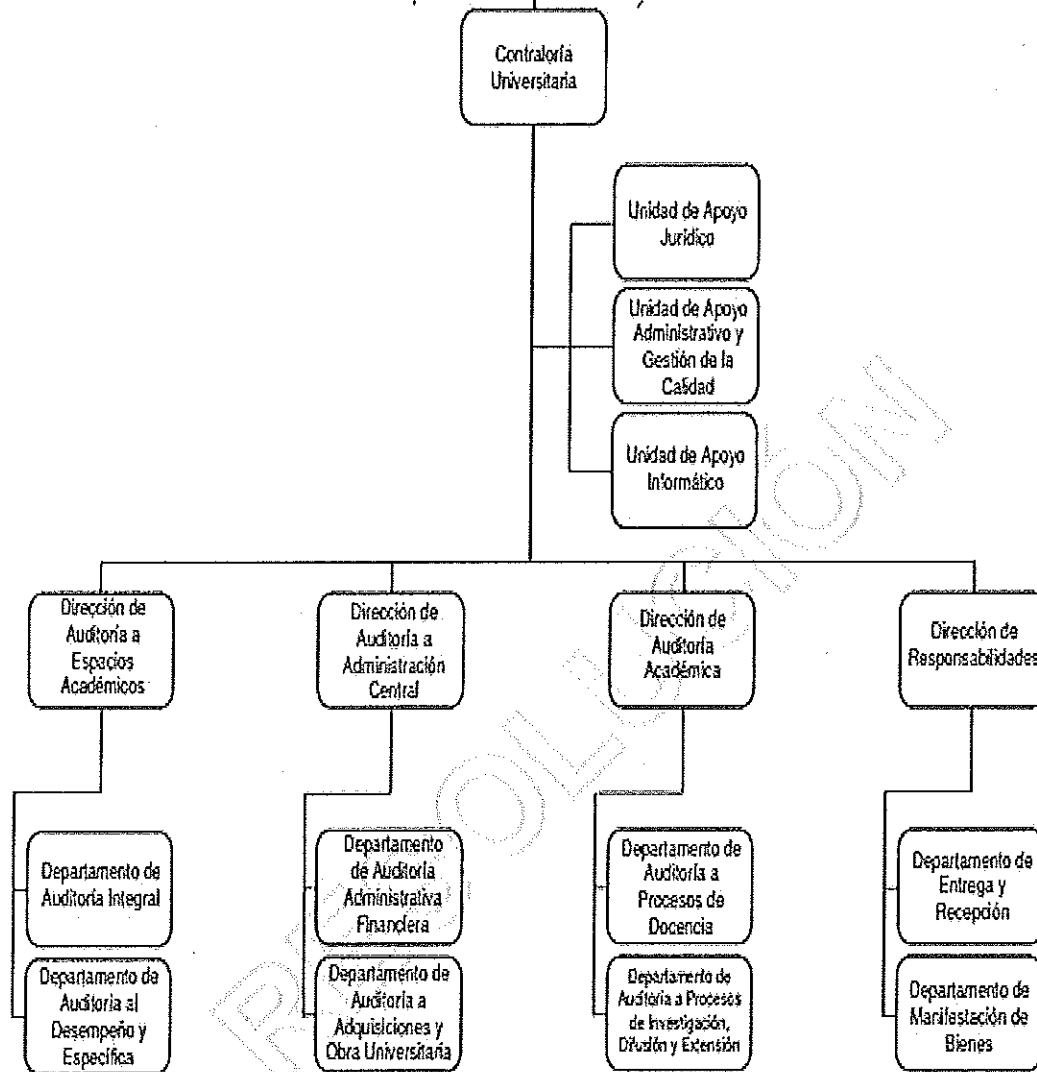 Contraloría
Universitaria
Unidad de Apoyo
Jurídico
Unidad de Apoyo
Administrativo y
Gestión de la
Calidad
Unidad de Apoyo
Informático
Dirección de
Auditoría a
Espacios
Académicos
Dirección de
Auditoría a
Administración
Central
Dirección de
Auditoría
Académica
Dirección de
Responsabilidades
Departamento de
Auditoría Integral
Departamento
de Auditoría
Administrativa
Financiera
Departamento de
Auditoría a
Procesos de
Docencia
Departamento de
Entrega y
Recepción
Departamento de
Auditoría al
Desempeño y
Específica
Departamento de
Auditoría a
Adquisiciones y
Obra Universitaria
Departamento de
Auditoría a Procesos
de Investigación,
Difusión y Extensión
Departamento de
Manifestación de
Bienes
RESOLUCIÓN